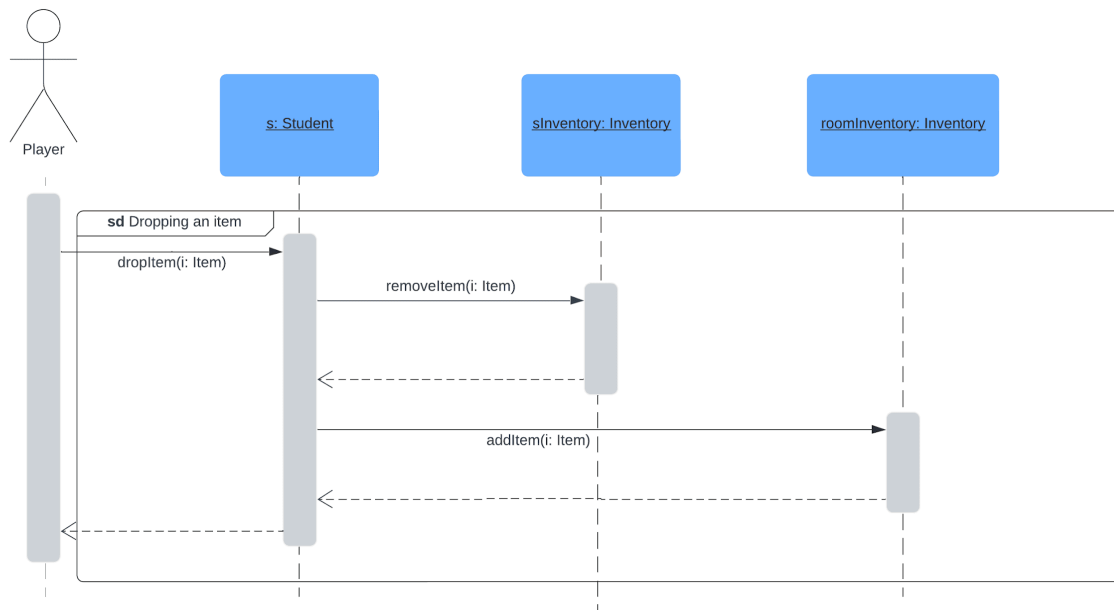 s: Student
sInventory: Inventory
roomInventory: Inventory
Player
sd Dropping an item
dropItem(i: Item)
removeItem(i: Item)
addItem(i: Item)